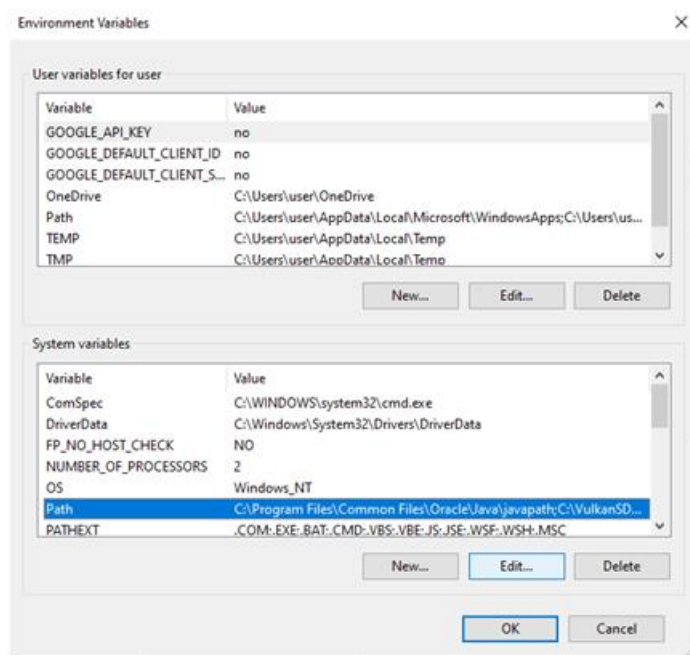 Environment Variables
User variables for user
Variable Value
GOOGLE_API_KEY no
GOOGLE_DEFAULT_CLIENT_ID no
GOOGLE_DEFAULT_CLIENT_S... no
OneDrive C:\Users\user\OneDrive
Path C:\Users\user\AppData\Local\Microsoft\WindowsApps;C:\Users\us...
TEMP C:\Users\user\AppData\Local\Temp
TMP C:\Users\user\AppData\Local\Temp
New... Edit... Delete
System variables
Variable Value
ComSpec C:\WINDOWS\system32\cmd.exe
DriverData C:\Windows\System32\Drivers\DriverData
FP_NO_HOST_CHECK NO
NUMBER_OF_PROCESSORS 2
OS Windows_NT
Path C:\Program Files\Common Files\Oracle\Java\javapath;C:\VulkanSD...
PATHEXT .COM;.EXE;.BAT;.CMD;.VBS;.VBE;.JS;.JSE;.WSF;.WSH;.MSC
New... Edit... Delete
OK Cancel